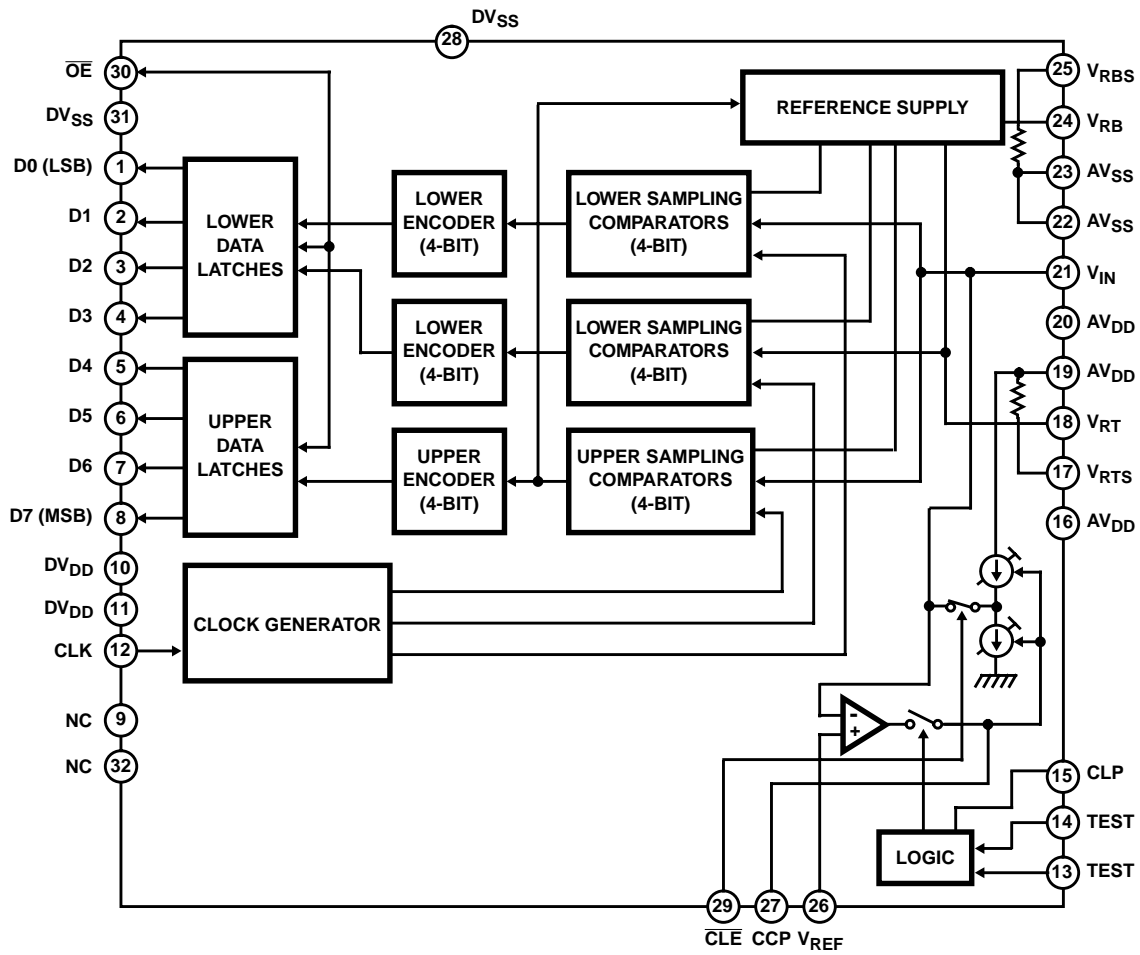 DVSS
28
OE
30
DVSS
31
D0 (LSB)
1
D1
2
D2
3
D3
4
D4
5
D5
6
D6
7
D7 (MSB)
8
DVDD
10
DVDD
11
CLK
12
NC
9
NC
32
LOWER
DATA
LATCHES
UPPER
DATA
LATCHES
CLOCK GENERATOR
LOWER
ENCODER
(4-BIT)
LOWER
ENCODER
(4-BIT)
UPPER
ENCODER
(4-BIT)
LOWER SAMPLING
COMPARATORS
(4-BIT)
LOWER SAMPLING
COMPARATORS
(4-BIT)
UPPER SAMPLING
COMPARATORS
(4-BIT)
REFERENCE SUPPLY
25
VRBS
24
VRB
23
AVSS
22
AVSS
21
VIN
20
AVDD
19
AVDD
18
VRT
17
VRTS
16
AVDD
-
+
LOGIC
15
CLP
14
TEST
13
TEST
29
27
26
CLE
CCP
VREF